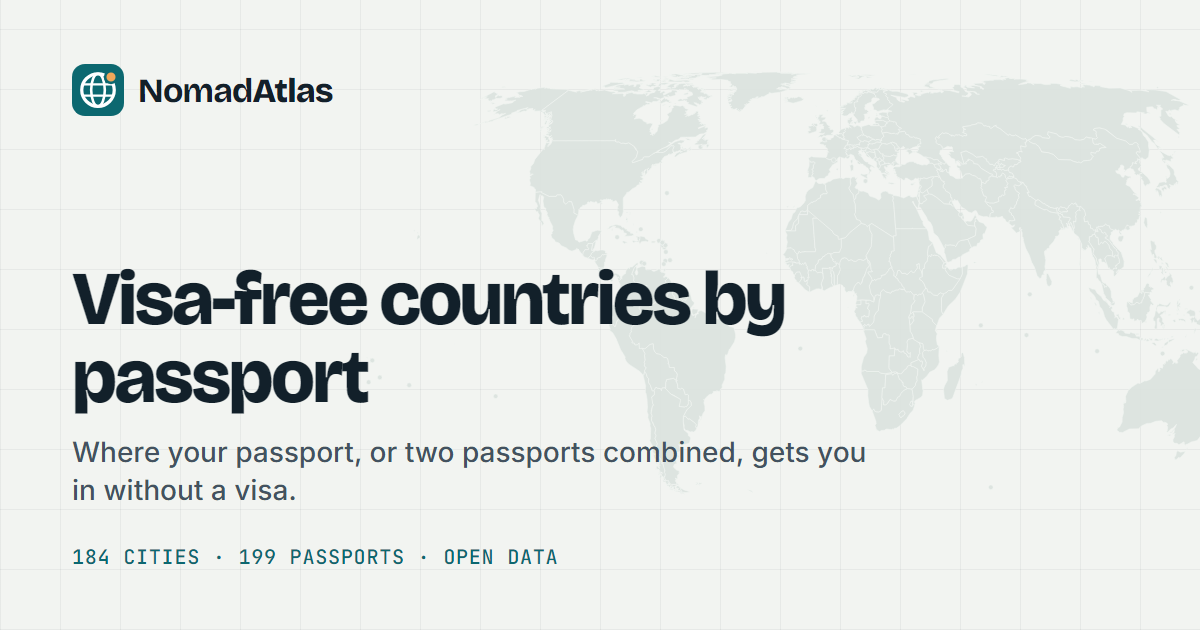 NomadAtlas
Visa-free countries by
passport
Where your passport, or two passports combined, gets you
in without a visa.
184 CITIES · 199 PASSPORTS · OPEN DATA